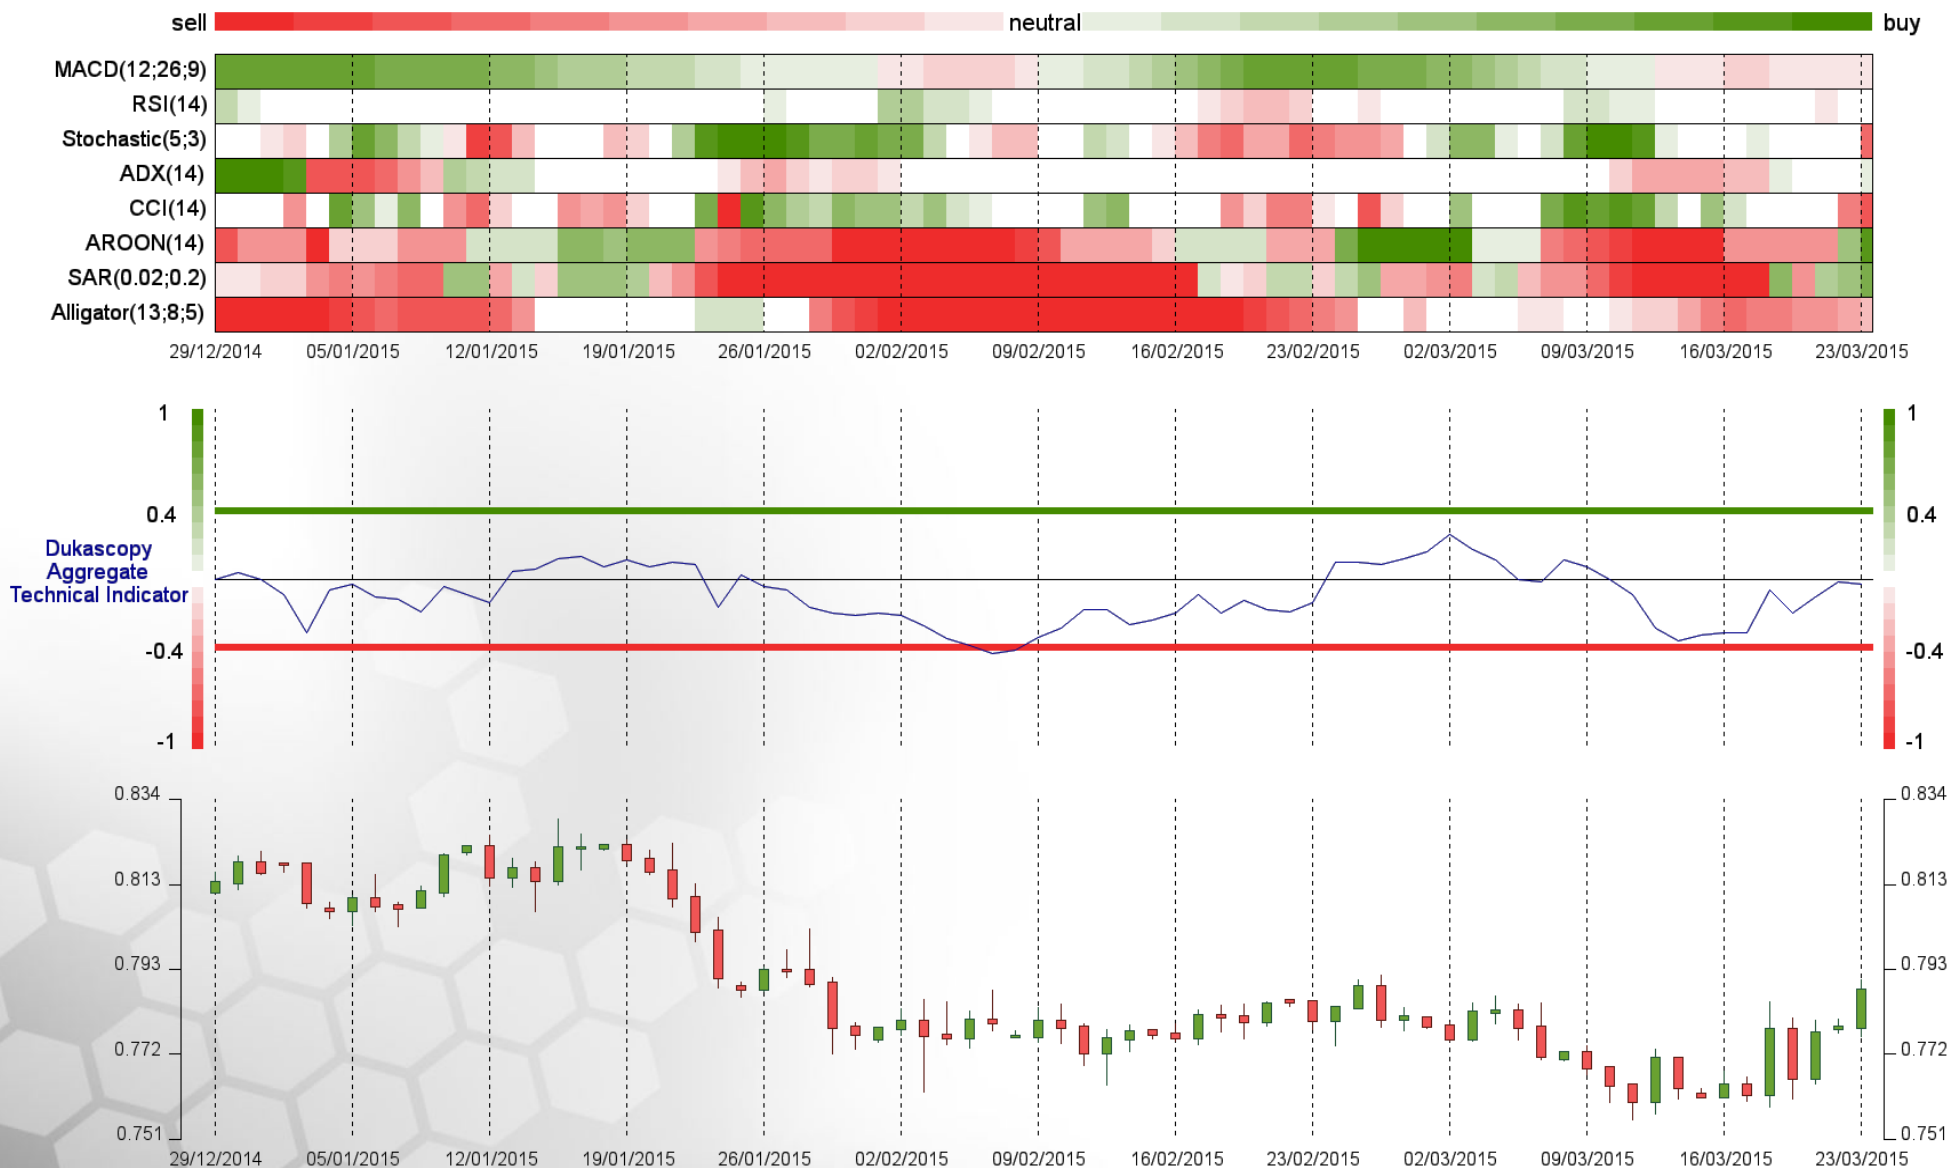 sell neutral buy
MACD(12;26;9)
RSI(14)
Stochastic(5;3)
ADX(14)
CCI(14)
AROON(14)
SAR(0.02;0.2)
Alligator(13;8;5)
29/12/2014 05/01/2015 12/01/2015 19/01/2015 26/01/2015 02/02/2015 09/02/2015 16/02/2015 23/02/2015 02/03/2015 09/03/2015 16/03/2015 23/03/2015
1 1
0.4 0.4
Dukascopy
Aggregate
Technical Indicator
-0.4 -0.4
-1 -1
0.834 0.834
0.813 0.813
0.793 0.793
0.772 0.772
0.751 0.751
29/12/2014 05/01/2015 12/01/2015 19/01/2015 26/01/2015 02/02/2015 09/02/2015 16/02/2015 23/02/2015 02/03/2015 09/03/2015 16/03/2015 23/03/2015